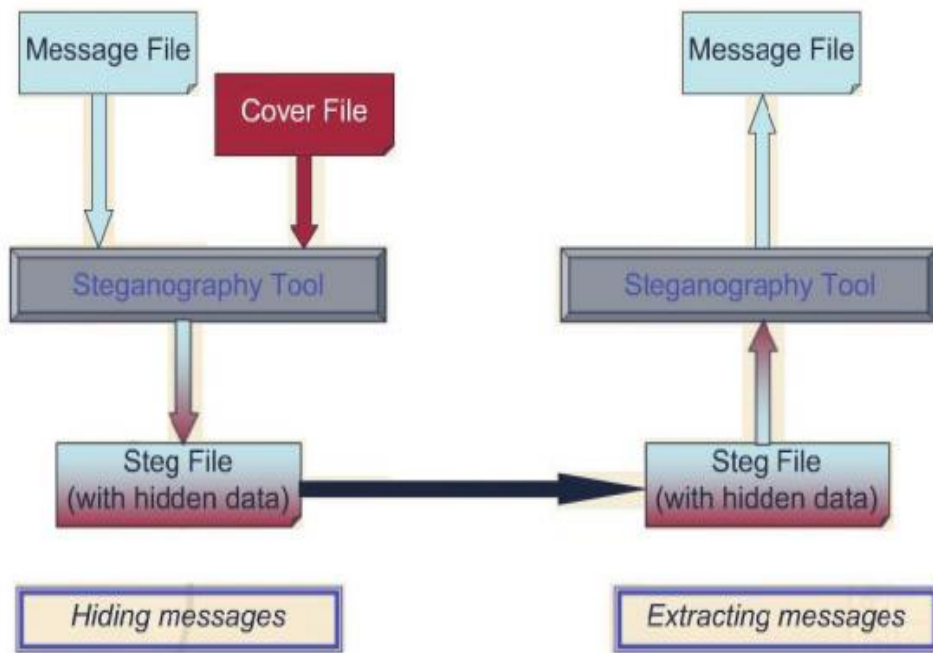 Message File
Cover File
Steganography Tool
Steg File
(with hidden data)
Hiding messages
Message File
Steganography Tool
Steg File
(with hidden data)
Extracting messages